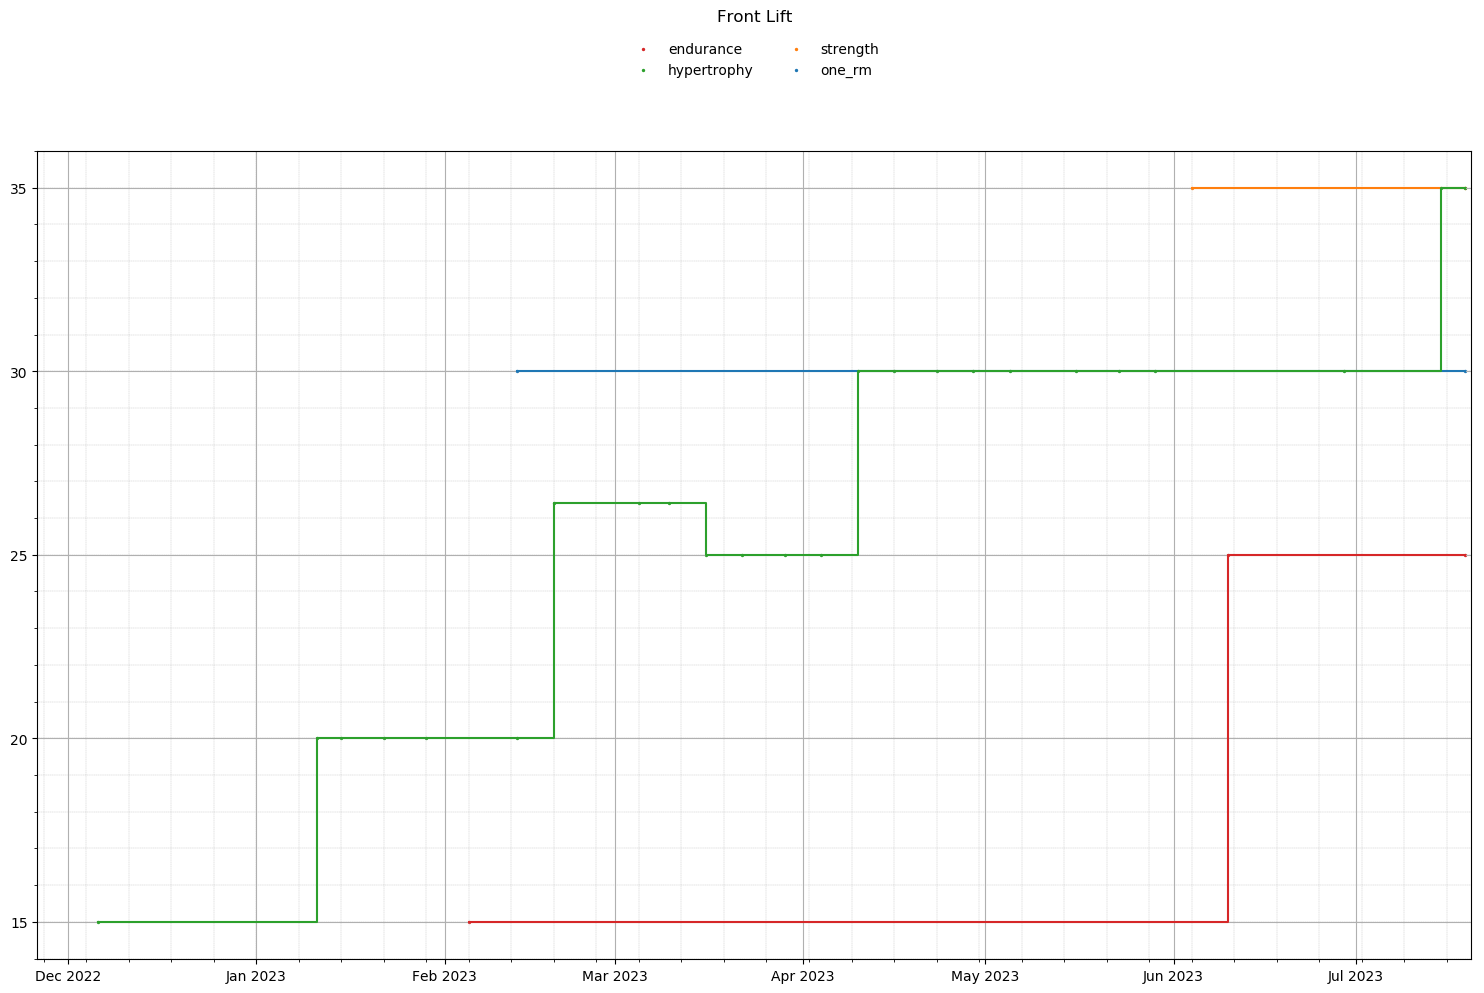 Front Lift
endurance strength
hypertrophy one_rm
35
30
25
20
15
Dec 2022 Jan 2023 Feb 2023 Mar 2023 Apr 2023 May 2023 Jun 2023 Jul 2023